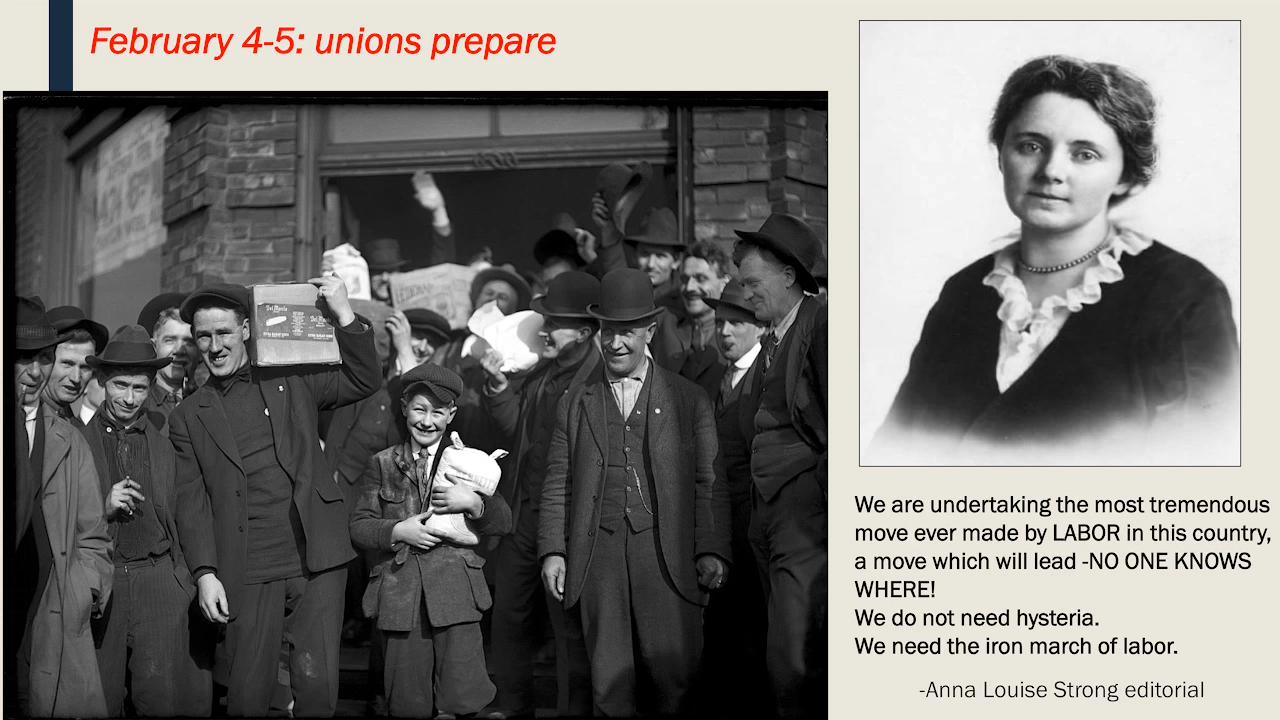 February 4-5: unions prepare
Del Monte
We are undertaking the most tremendous
move ever made by LABOR in this country,
a move which will lead -NO ONE KNOWS
WHERE!
We do not need hysteria.
We need the iron march of labor.
-Anna Louise Strong editorial